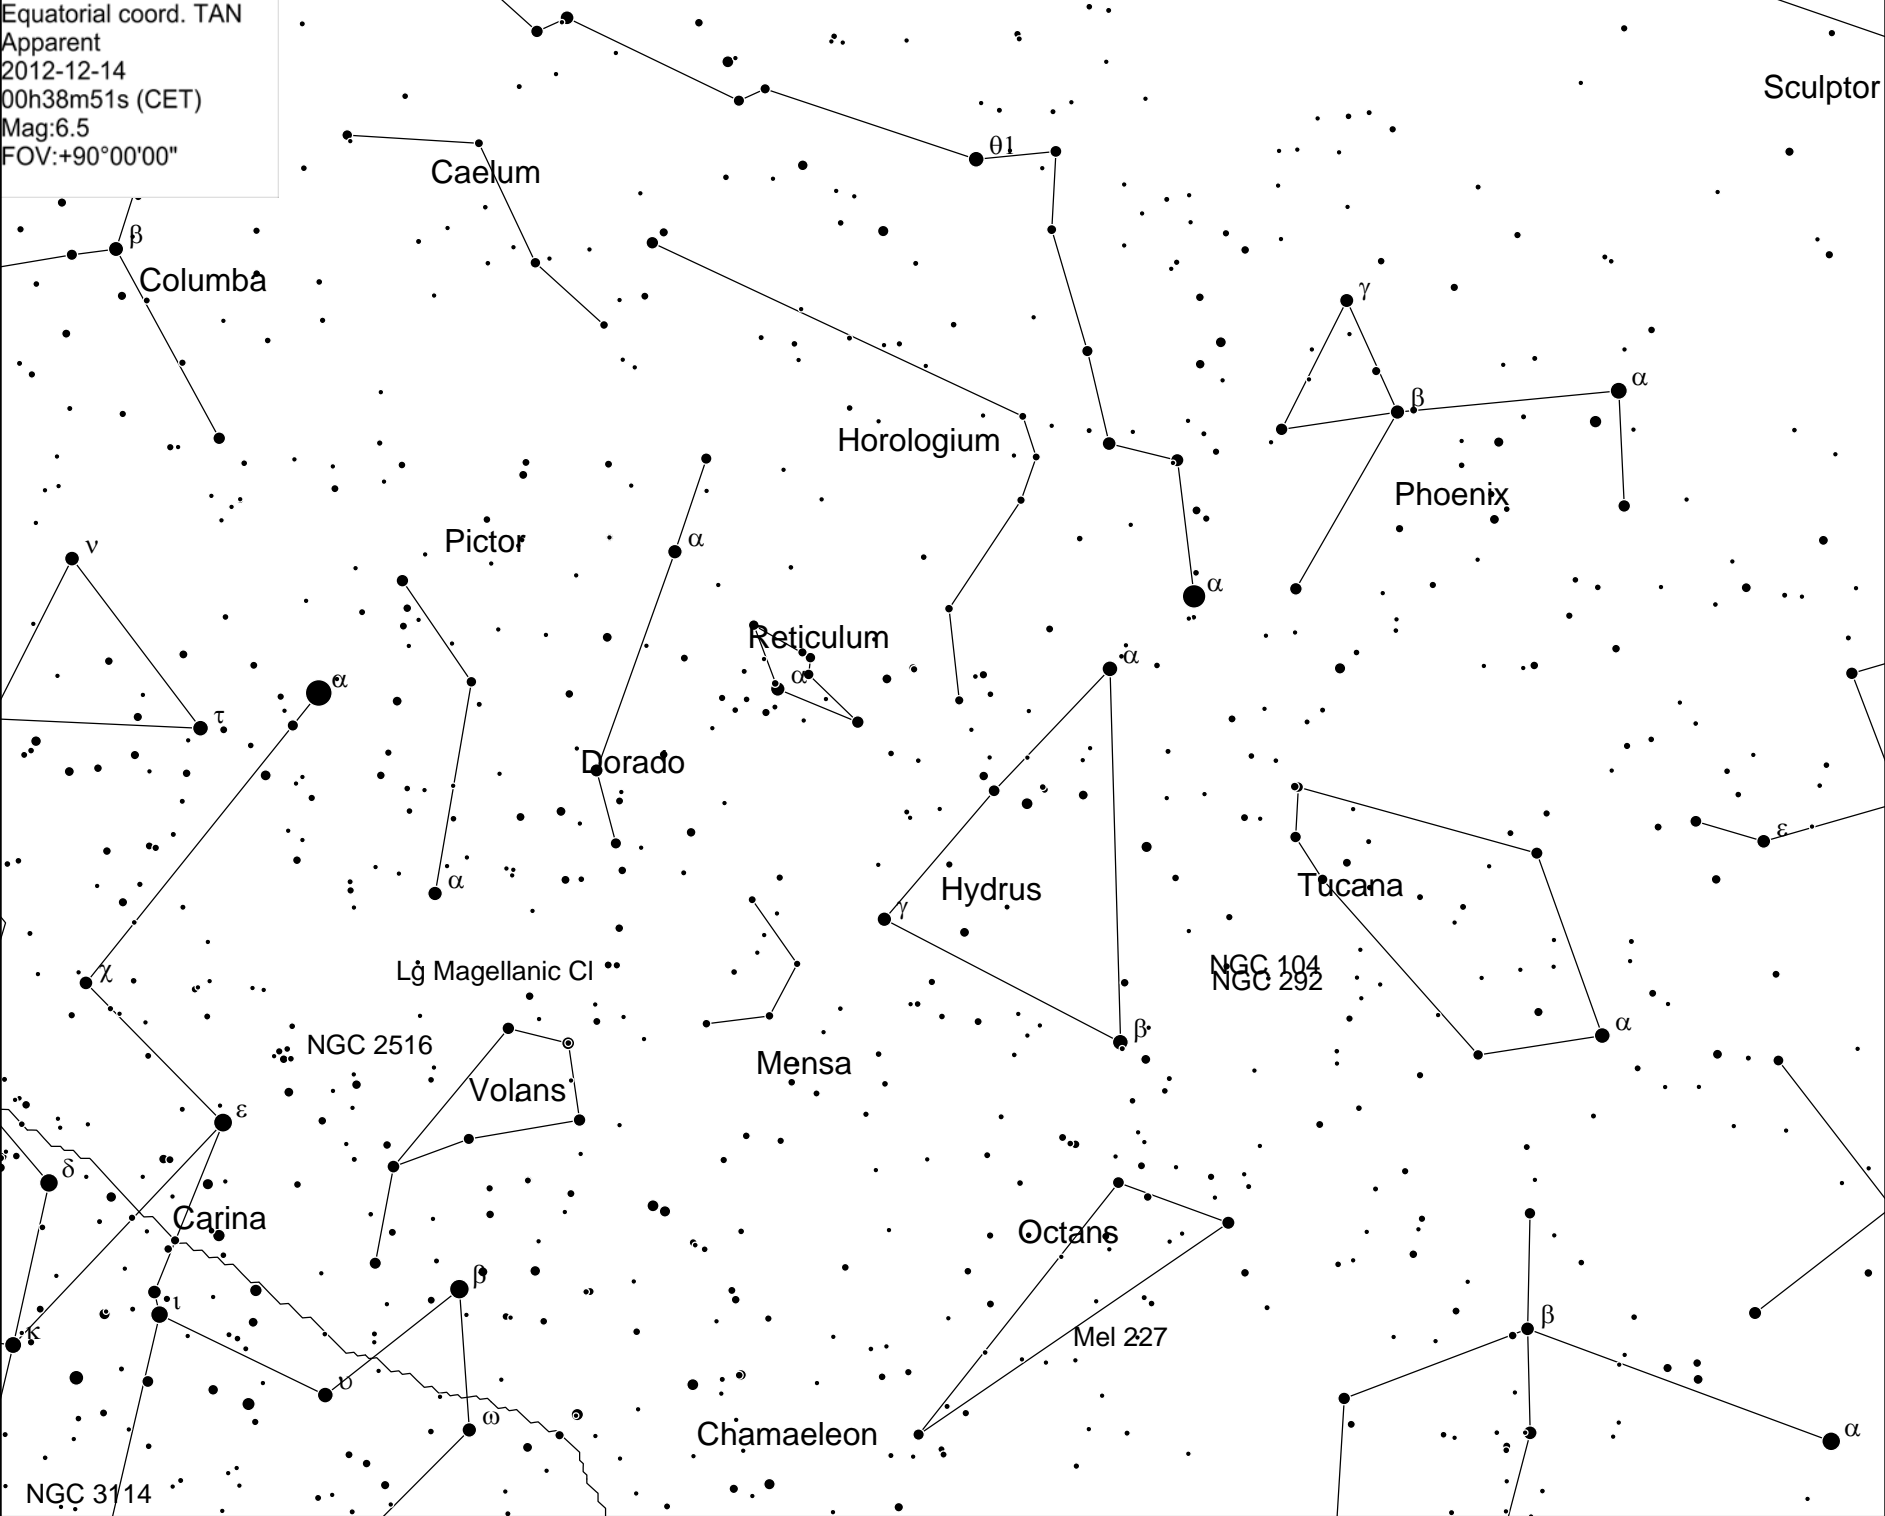 Equatorial coord. TAN
Apparent
2012-12-14
00h38m51s (CET)
Mag:6.5
FOV:+90°00'00"
Sculptor
θ1
Caelum
β
Columba
γ
α
β
Horologium
Phoenix
ν
Pictor
α
α
Reticulum
α
α
α
τ
Dorado
ε
α
Hydrus
Tucana
γ
Lg Magellanic Cl
NGC 104
NGC 292
χ
α
β
NGC 2516
Mensa
Volans
ε
δ
Carina
Octans
β
ι
β
κ
Mel 227
υ
ω
Chamaeleon
α
NGC 3114